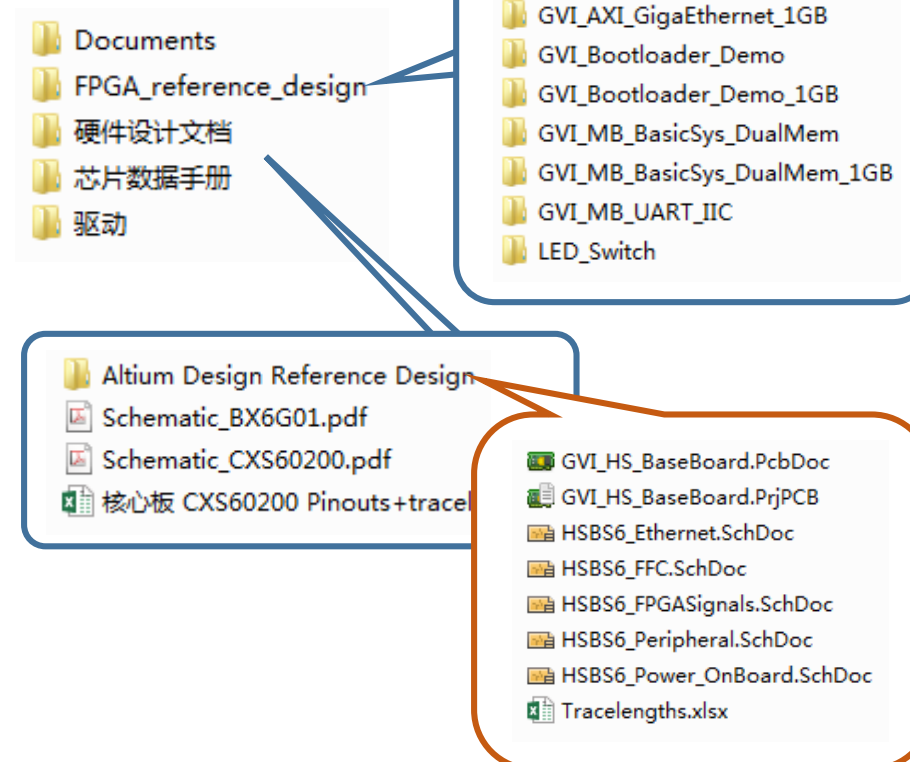 Documents
FPGA_reference_design
硬件设计文档
芯片数据手册
驱动
GVI_AXI_GigaEthernet_1GB
GVI_Bootloader_Demo
GVI_Bootloader_Demo_1GB
GVI_MB_BasicSys_DualMem
GVI_MB_BasicSys_DualMem_1GB
GVI_MB_UART_IIC
LED_Switch
Altium Design Reference Design
Schematic_BX6G01.pdf
Schematic_CXS60200.pdf
核心板 CXS60200 Pinouts+tracel
GVI_HS_BaseBoard.PcbDoc
GVI_HS_BaseBoard.PrjPCB
HSBS6_Ethernet.SchDoc
HSBS6_FFC.SchDoc
HSBS6_FPGASignals.SchDoc
HSBS6_Peripheral.SchDoc
HSBS6_Power_OnBoard.SchDoc
Tracelengths.xlsx